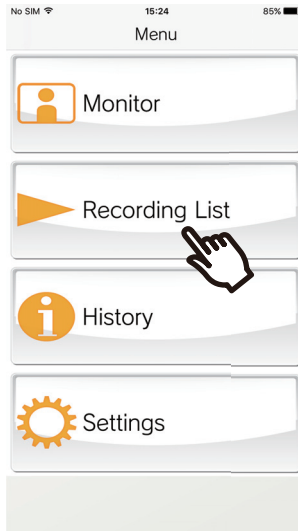 No SIM 15:24 85%
Menu
Monitor
Recording List
History
Settings